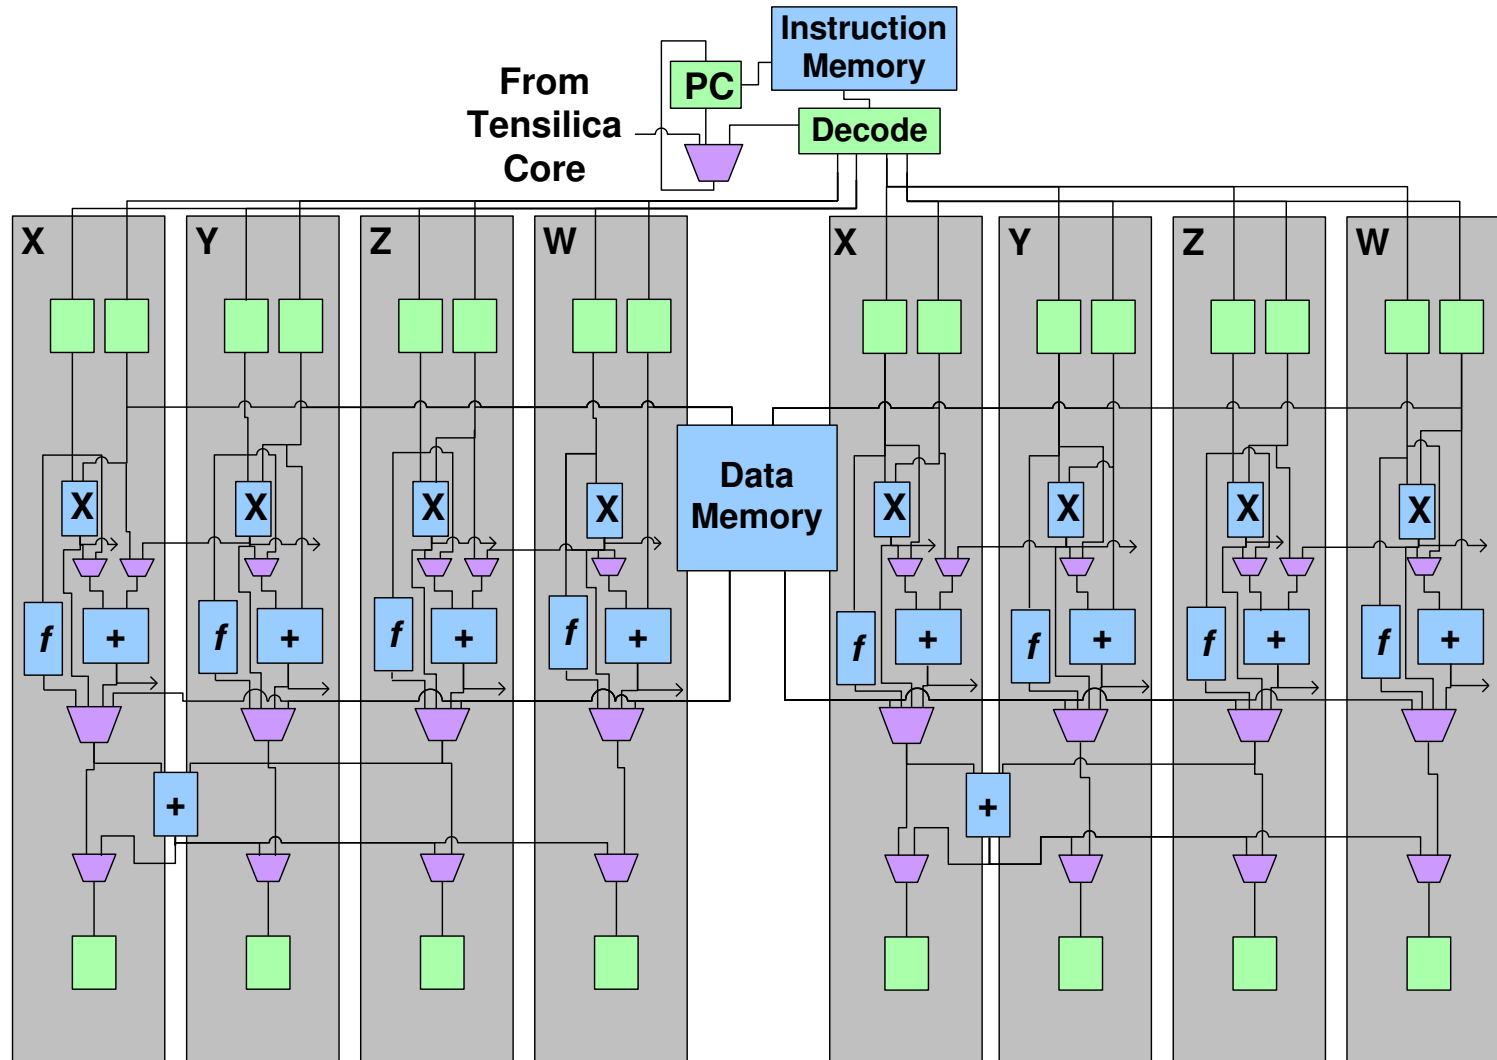 Instruction
Memory
PC
From
Tensilica
Core
Decode
X
Y
Z
W
X
Y
Z
W
Data
Memory
X
X
X
X
X
X
X
X
f
+
f
+
f
+
f
+
f
+
f
+
f
+
f
+
+
+